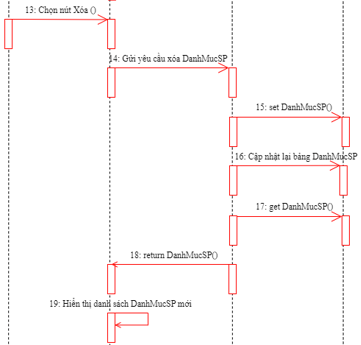 13: Chọn nút Xóa ()
14: Gửi yêu cầu xóa DanhMucSP
15: set DanhMucSP()
16: Cập nhật lại bảng DanhMucSP
17: get DanhMucSP()
18: return DanhMucSP()
19: Hiển thị danh sách DanhMucSP mới